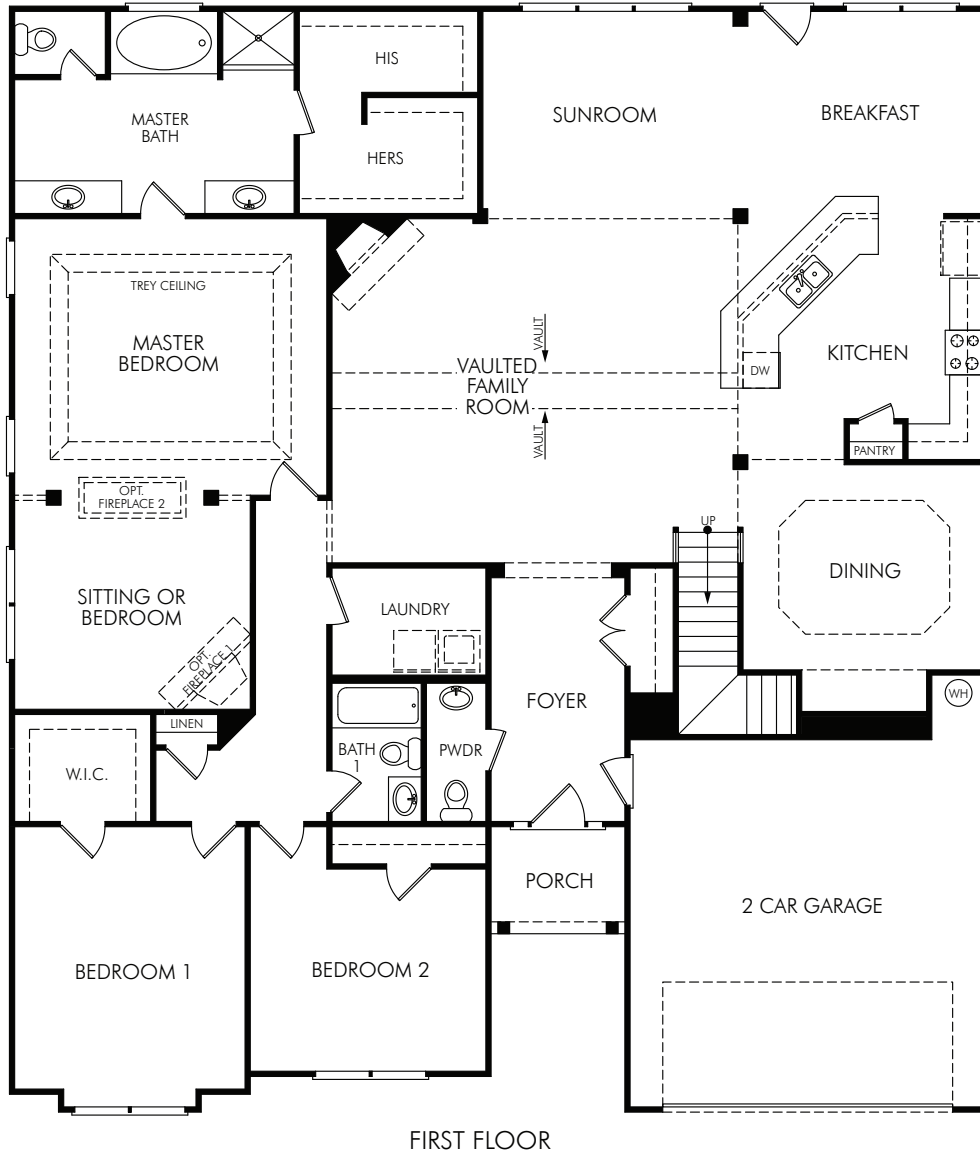 HIS
SUNROOM
BREAKFAST
MASTER
BATH
HERS
TREY CEILING
MASTER
BEDROOM
VAULT
VAULTED
FAMILY
ROOM
VAULT
KITCHEN
DW
PANTRY
OPT.
FIREPLACE 2
UP
DINING
SITTING OR
BEDROOM
OPT.
FIREPLACE 1
LAUNDRY
FOYER
WH
LINEN
BATH
1
PWDR
W.I.C.
PORCH
2 CAR GARAGE
BEDROOM 1
BEDROOM 2
FIRST FLOOR